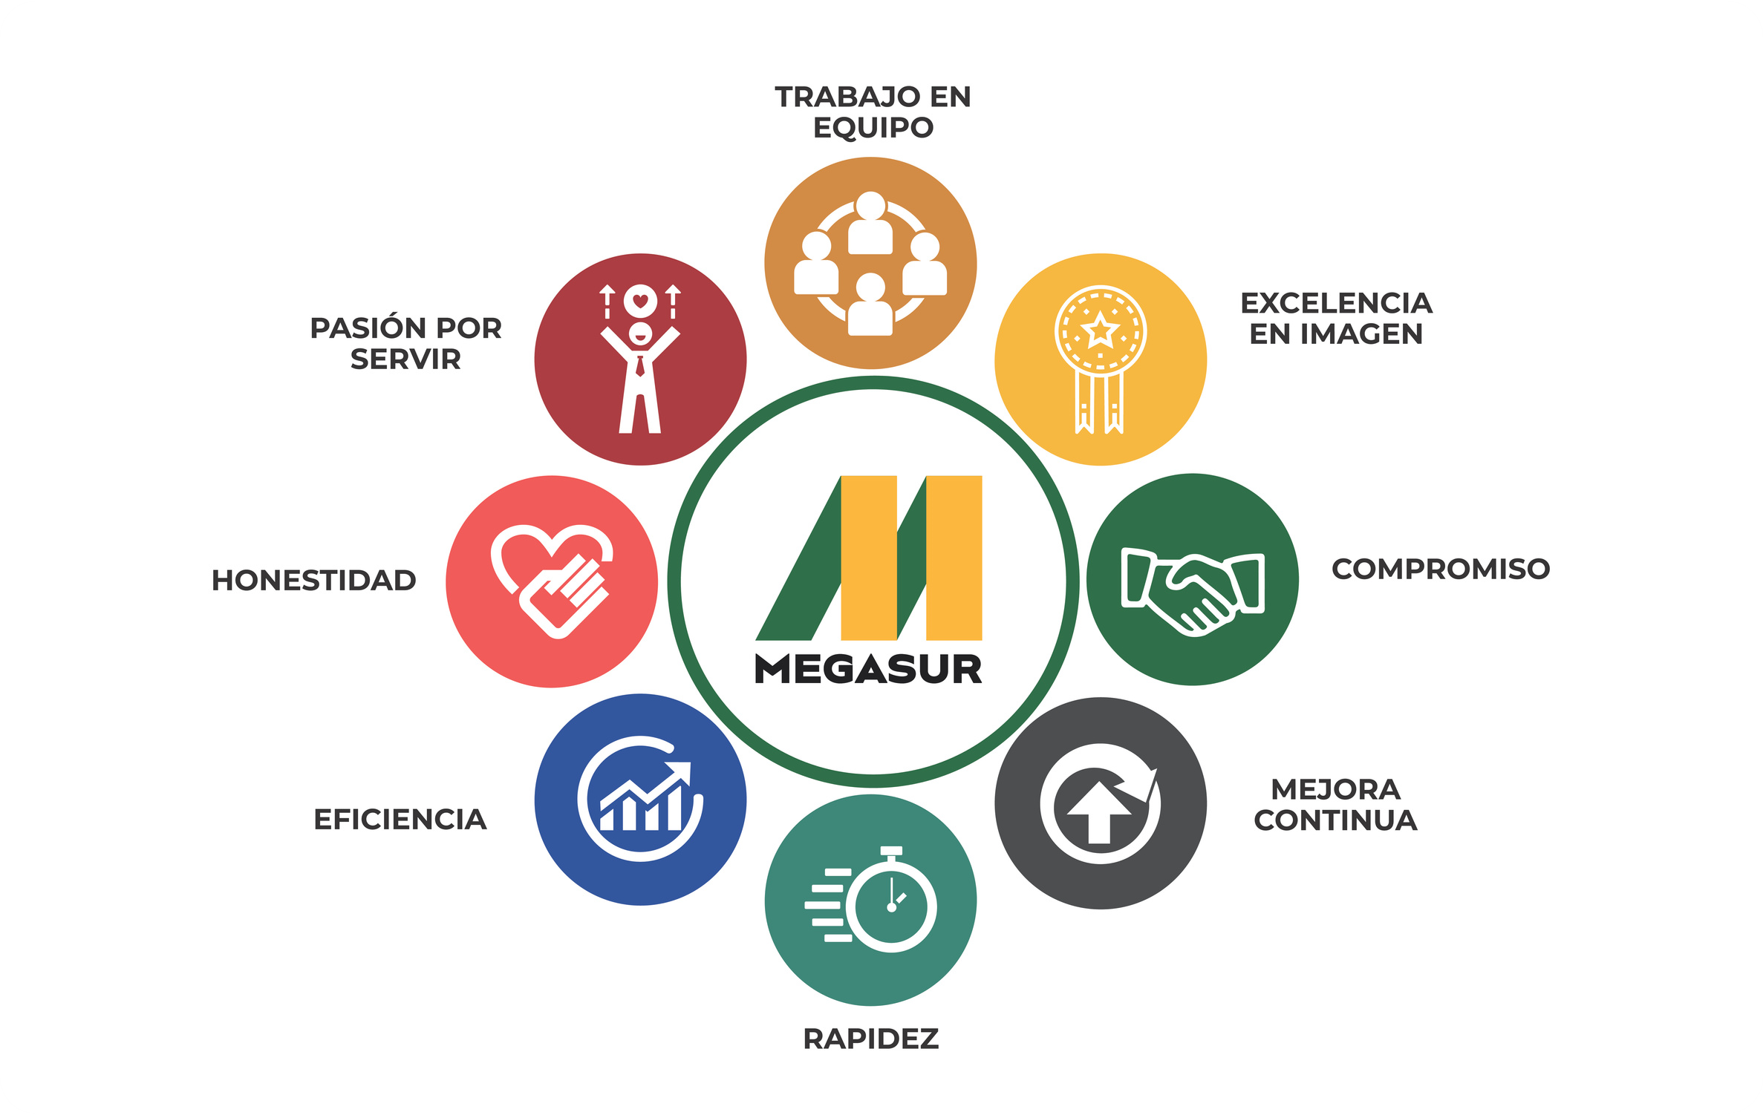 TRABAJO EN
EQUIPO
EXCELENCIA
EN IMAGEN
PASIÓN POR
SERVIR
COMPROMISO
HONESTIDAD
MEGASUR
MEJORA
CONTINUA
EFICIENCIA
RAPIDEZ